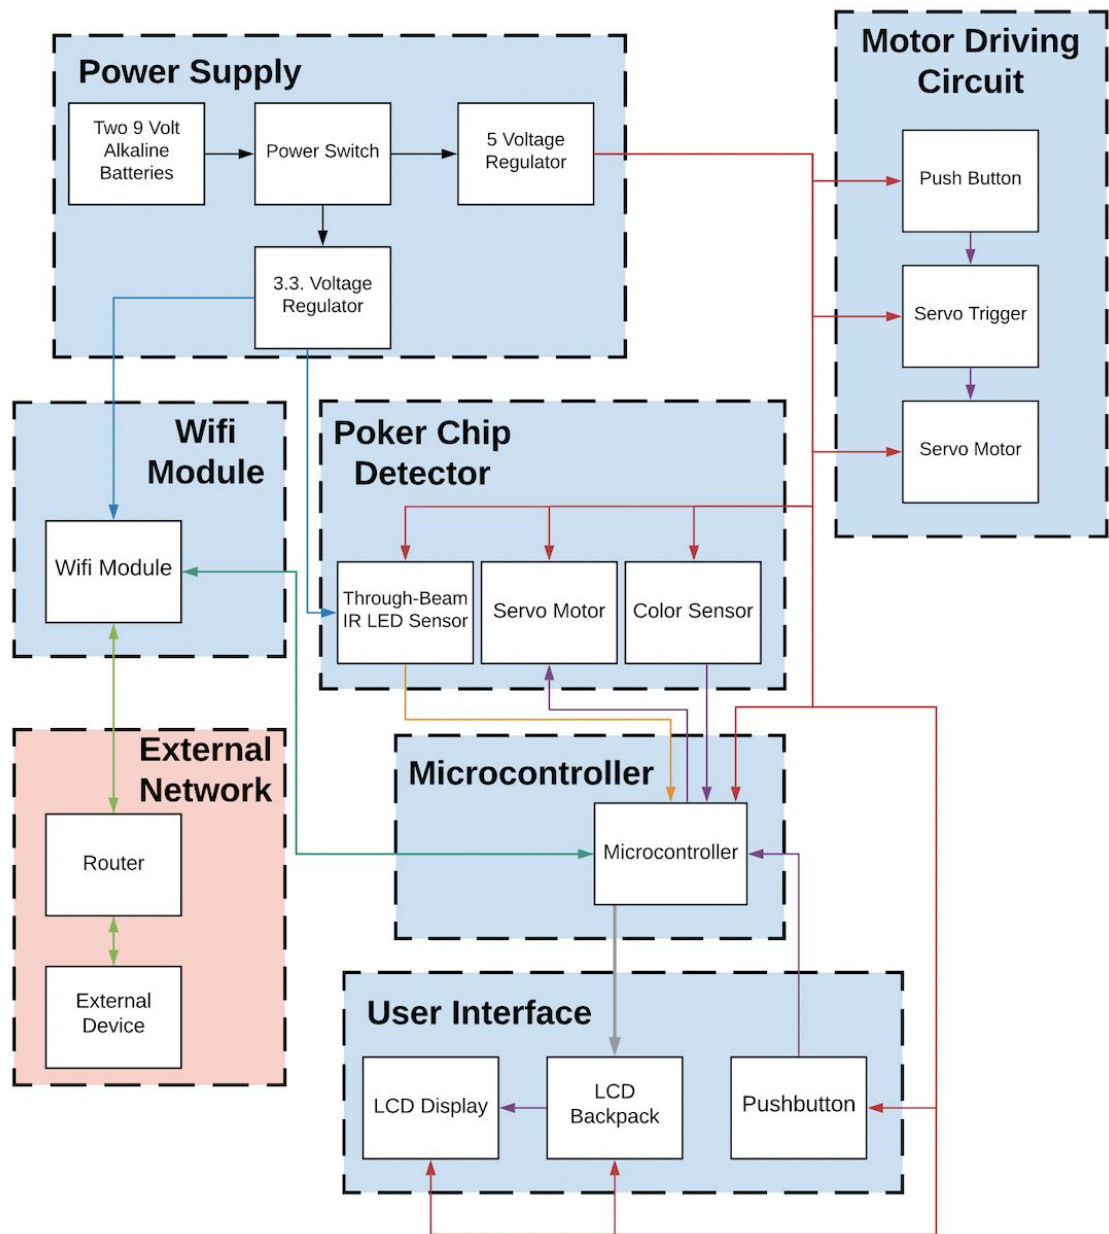 Power Supply
Two 9 Volt
Alkaline
Batteries
Power Switch
5 Voltage
Regulator
3.3. Voltage
Regulator
Motor Driving
Circuit
Push Button
Servo Trigger
Servo Motor
Wifi
Module
Wifi Module
Poker Chip
Detector
Through-Beam
IR LED Sensor
Servo Motor
Color Sensor
External
Network
Router
External
Device
Microcontroller
Microcontroller
User Interface
LCD Display
LCD
Backpack
Pushbutton